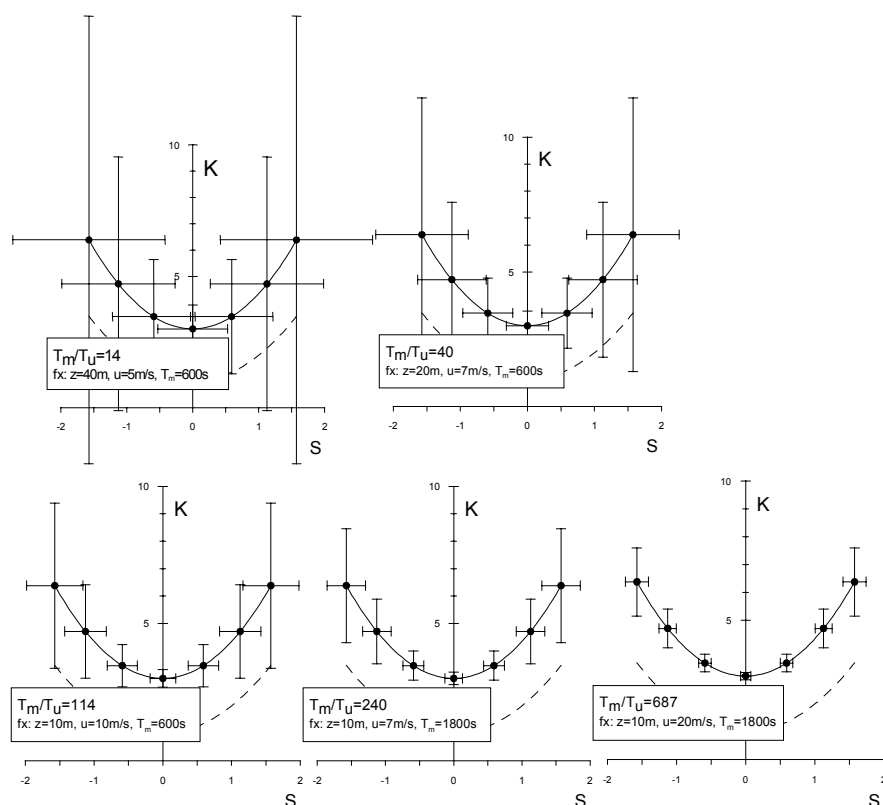 10
K
5
T_m/T_u=14
fx: z=40m, u=5m/s, T_m=600s
-2 -1 0 1 2
S
10
K
5
T_m/T_u=40
fx: z=20m, u=7m/s, T_m=600s
-2 -1 0 1 2
S
10
K
5
T_m/T_u=114
fx: z=10m, u=10m/s, T_m=600s
-2 -1 0 1 2
S
10
K
5
T_m/T_u=240
fx: z=10m, u=7m/s, T_m=1800s
-2 -1 0 1 2
S
10
K
5
T_m/T_u=687
fx: z=10m, u=20m/s, T_m=1800s
-2 -1 0 1 2
S